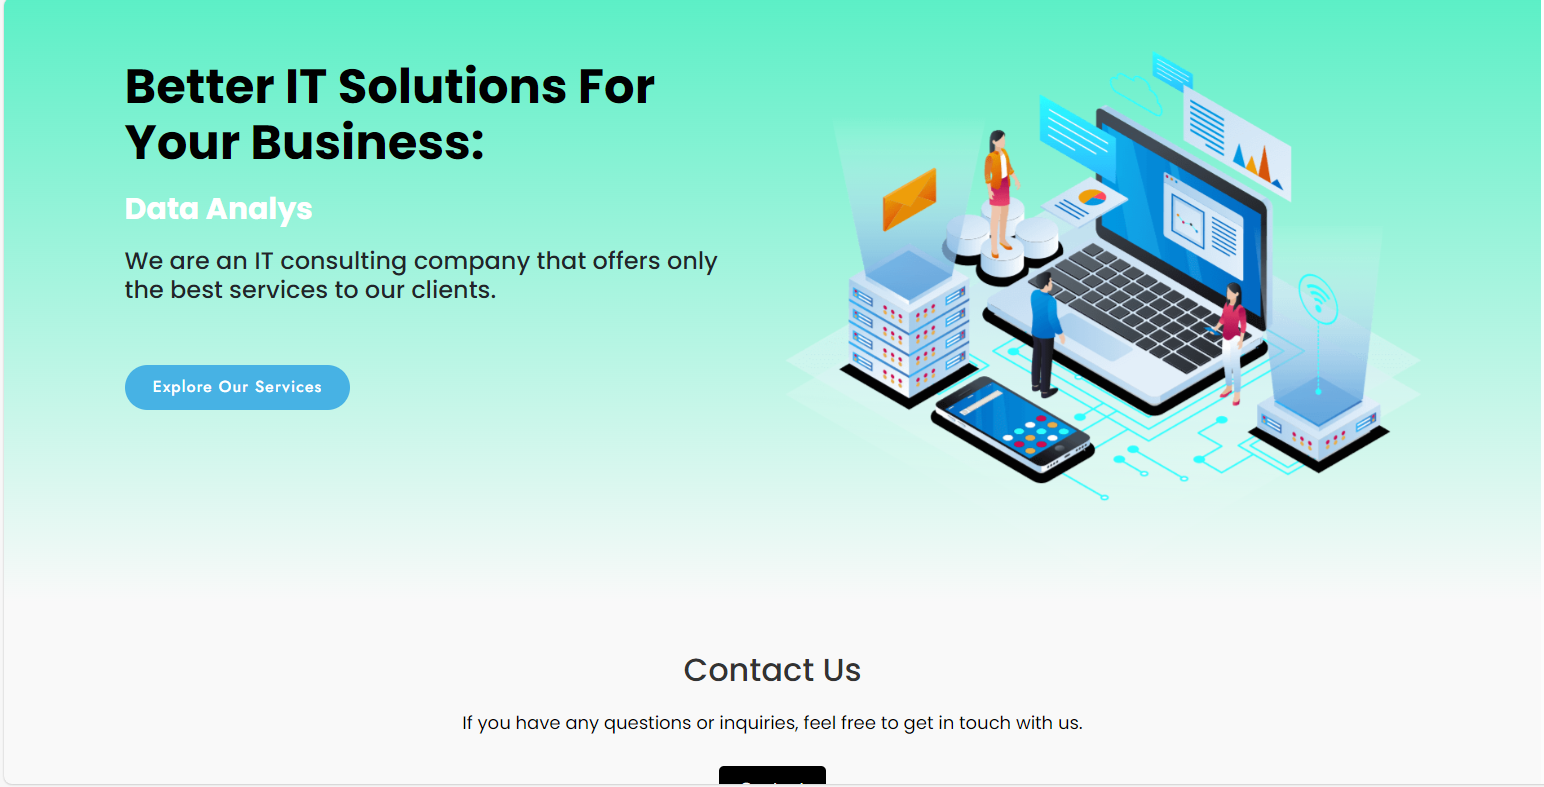 Better IT Solutions For
Your Business:
Data Analys
We are an IT consulting company that offers only
the best services to our clients.
Explore Our Services
Contact Us
If you have any questions or inquiries, feel free to get in touch with us.